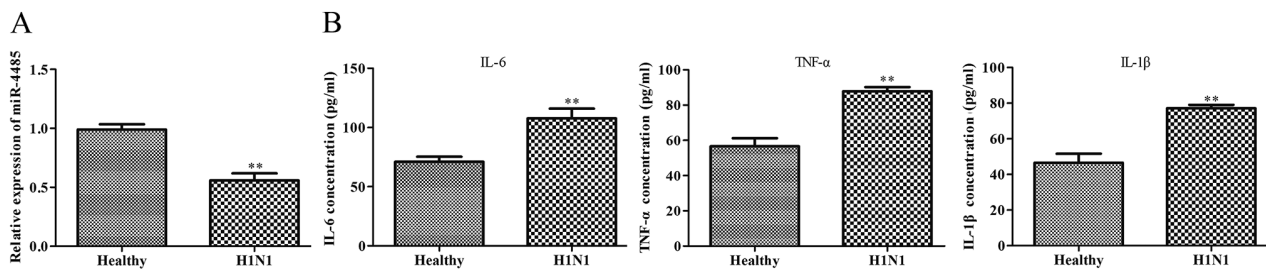 A
Relative expression of miR-4485
1.5
1.0
0.5
0.0
**
Healthy
H1N1
B
IL-6
IL-6 concentration (pg/ml)
150
100
50
0
**
Healthy
H1N1
TNF-α
TNF-α concentration (pg/ml)
100
80
60
40
20
0
**
Healthy
H1N1
IL-1β
IL-1β concentration (pg/ml)
100
80
60
40
20
0
**
Healthy
H1N1